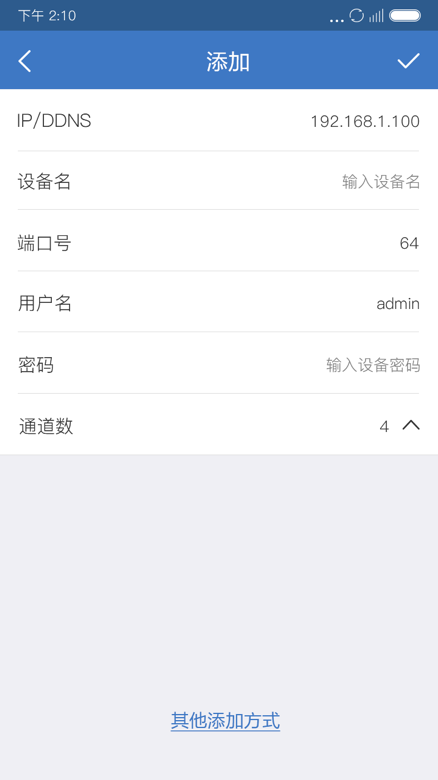 下午 2:10
添加
IP/DDNS 192.168.1.100
设备名 输入设备名
端口号 64
用户名 admin
密码 输入设备密码
通道数 4
其他添加方式